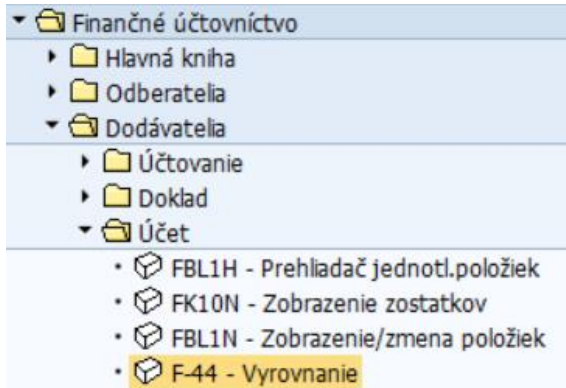 Finančné účtovníctvo
Hlavná kniha
Odberatelia
Dodávatelia
Účtovanie
Doklad
Účet
FBL1H - Prehliadač jednotl.položiek
FK10N - Zobrazenie zostatkov
FBL1N - Zobrazenie/zmena položiek
F-44 - Vyrovnanie